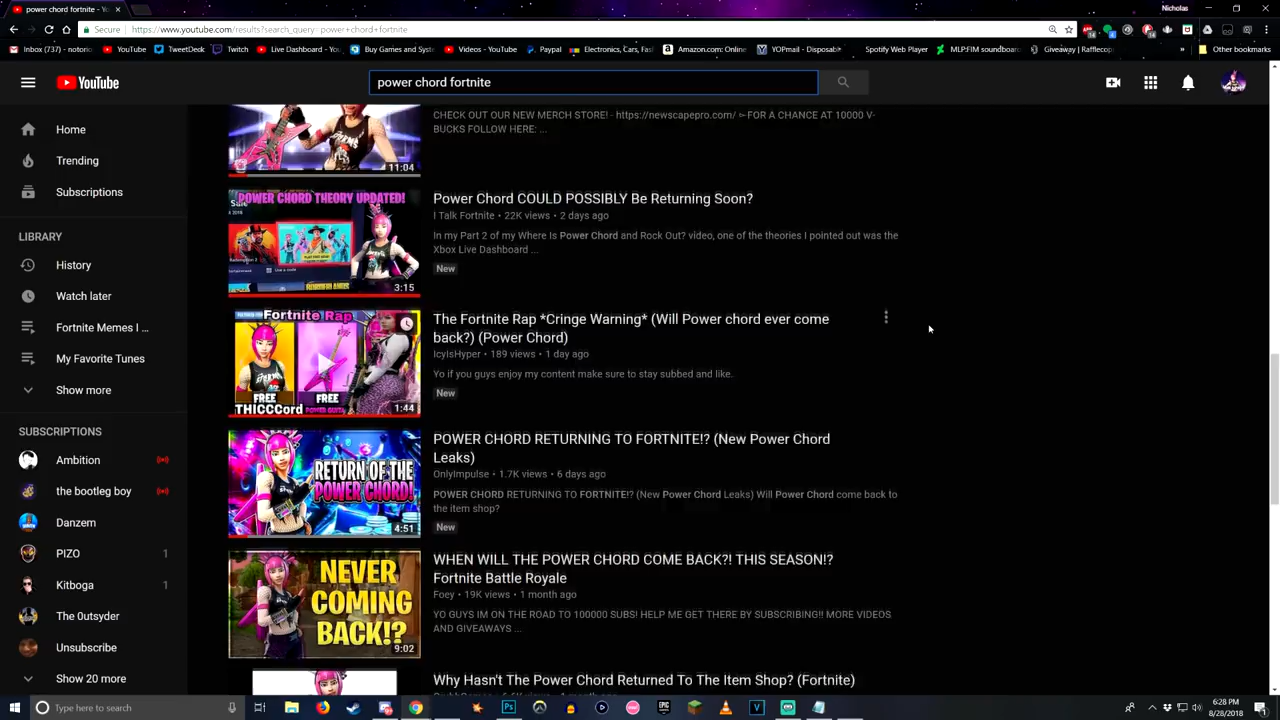 power chord fortnite - Yo
Nicholas
Secure
https://www.youtube.com/results?search_query=power+chord+fortnite
Inbox (737) - notorio
YouTube
TweetDeck
Twitch
Live Dashboard - You
Buy Games and Syste
Videos - YouTube
Paypal
Electronics, Cars, Fas
Amazon.com: Online
YOPmail - Disposab
Spotify Web Player
MLP:FiM soundboard
Giveaway | Rafflecop
Other bookmarks
YouTube
power chord fortnite
Home
Trending
Subscriptions
LIBRARY
History
Watch later
Fortnite Memes I ...
My Favorite Tunes
Show more
SUBSCRIPTIONS
Ambition
the bootleg boy
Danzem
PIZO 1
Kitboga 1
The 0utsyder
Unsubscribe
Show 20 more
11:04
CHECK OUT OUR NEW MERCH STORE! - https://newscapepro.com/ ►FOR A CHANCE AT 10000 V-
BUCKS FOLLOW HERE: ...
POWER CHORD THEORY UPDATED!
3:15
Power Chord COULD POSSIBLY Be Returning Soon?
I Talk Fortnite • 22K views • 2 days ago
In my Part 2 of my Where Is Power Chord and Rock Out? video, one of the theories I pointed out was the
Xbox Live Dashboard ...
New
Fortnite Rap
FREE
THICCCord
FREE
POWER GUITA
1:44
The Fortnite Rap *Cringe Warning* (Will Power chord ever come
back?) (Power Chord)
IcyIsHyper • 189 views • 1 day ago
Yo if you guys enjoy my content make sure to stay subbed and like.
New
RETURN OF THE
POWER CHORD!
4:51
POWER CHORD RETURNING TO FORTNITE!? (New Power Chord
Leaks)
OnlyImpulse • 1.7K views • 6 days ago
POWER CHORD RETURNING TO FORTNITE!? (New Power Chord Leaks) Will Power Chord come back to
the item shop?
New
NEVER
COMING
BACK!?
9:02
WHEN WILL THE POWER CHORD COME BACK?! THIS SEASON!?
Fortnite Battle Royale
Foey • 19K views • 1 month ago
YO GUYS IM ON THE ROAD TO 100000 SUBS! HELP ME GET THERE BY SUBSCRIBING!! MORE VIDEOS
AND GIVEAWAYS ...
Why Hasn't The Power Chord Returned To The Item Shop? (Fortnite)
Type here to search
6:28 PM
8/28/2018